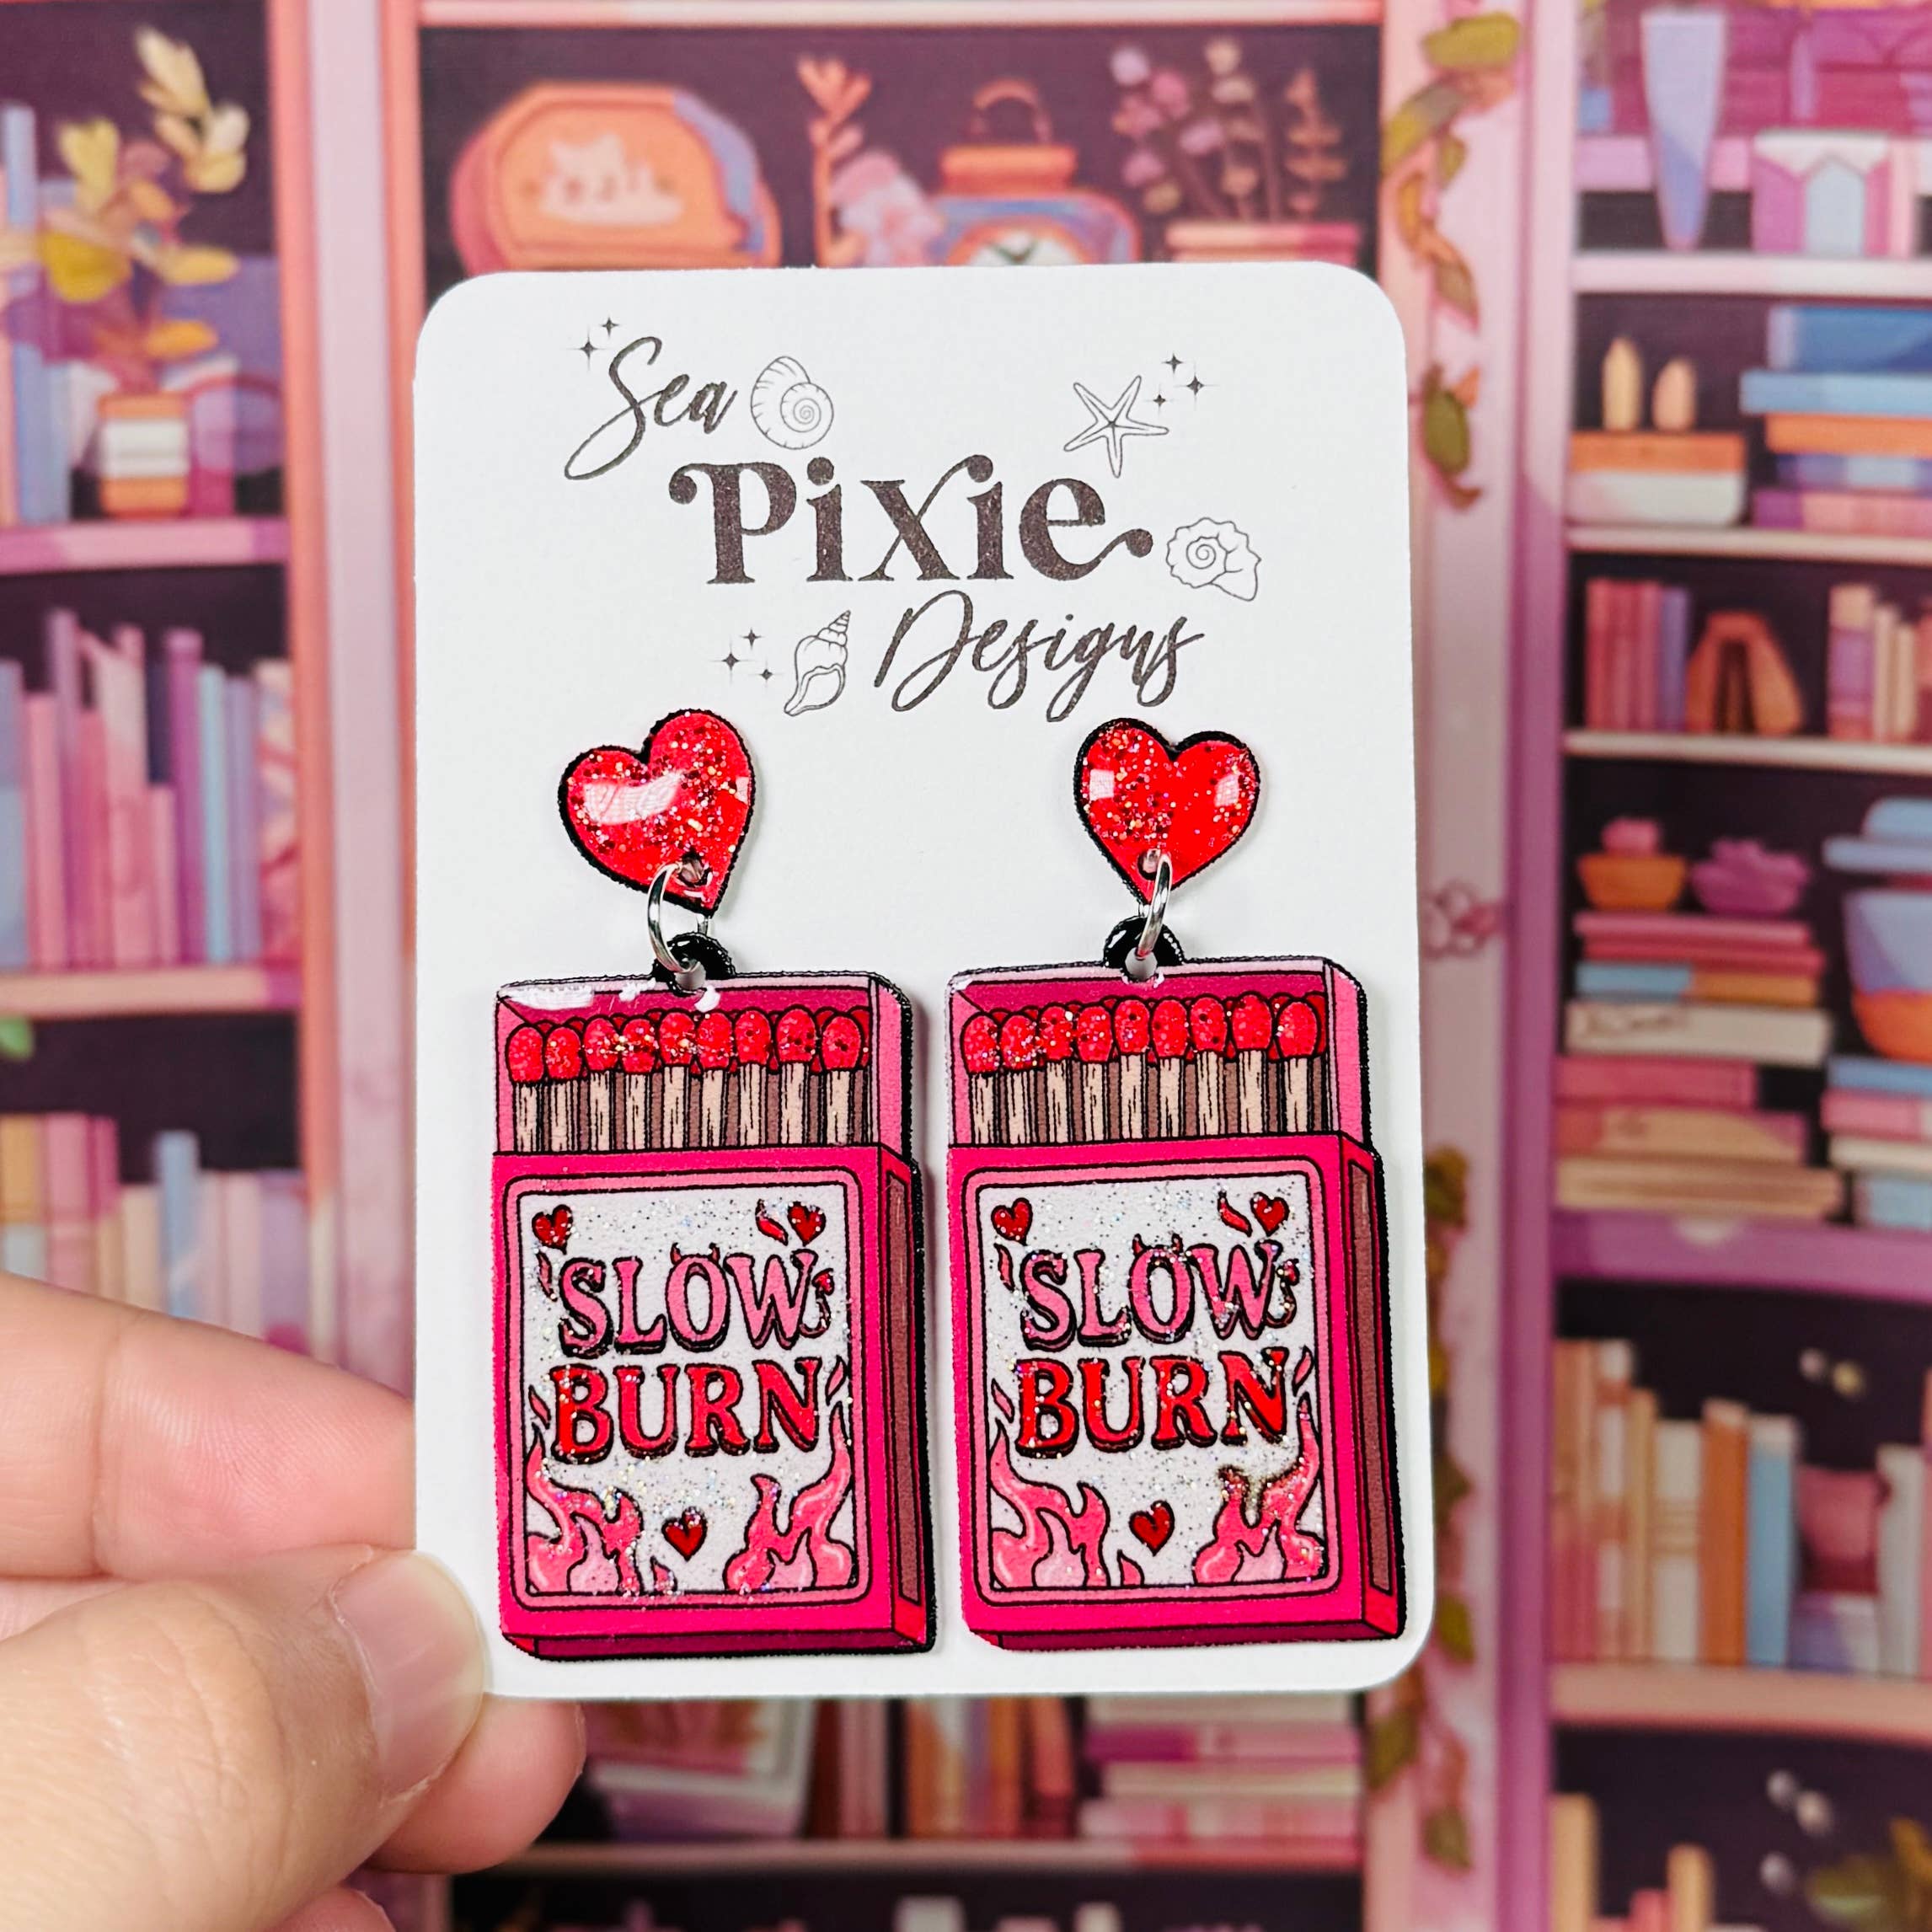 Sea
Pixie
Designs
SLOW
BURN
SLOW
BURN